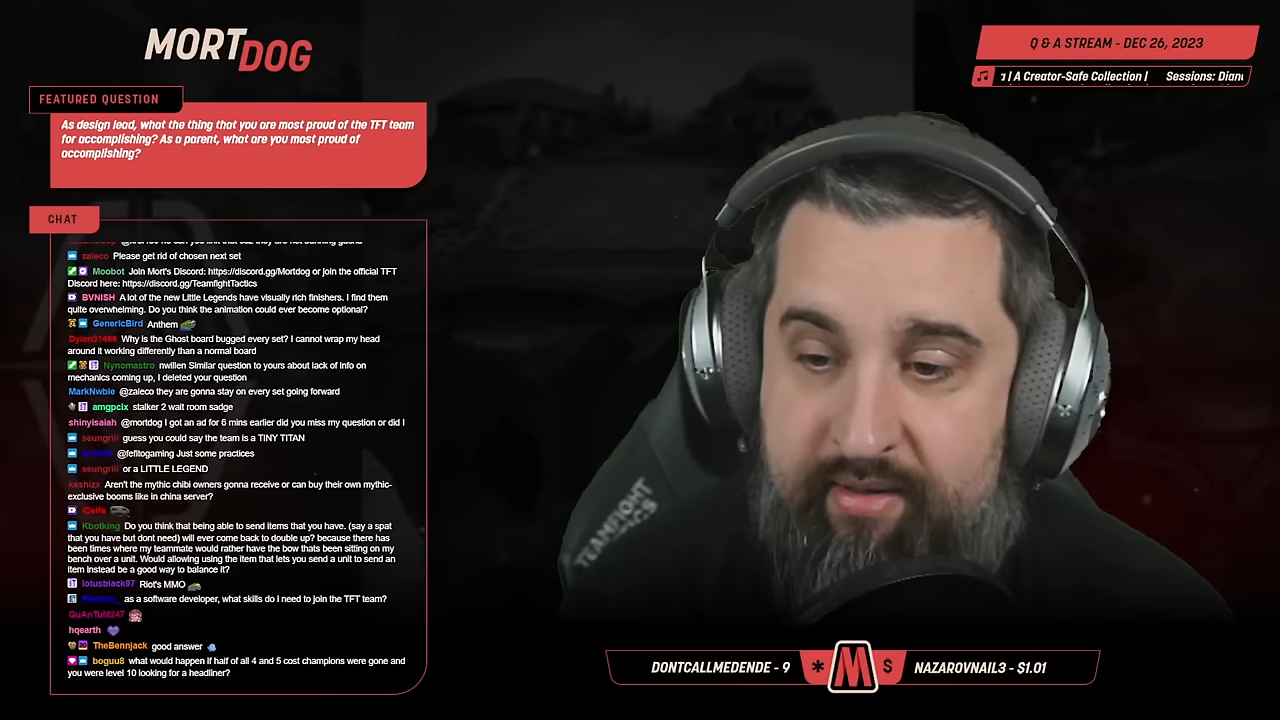 MORTDOG
Q & A STREAM - DEC 26, 2023
| A Creator-Safe Collection | Sessions:
FEATURED QUESTION
As design lead, what the thing that you are most proud of the TFT team
for accomplishing? As a parent, what are you most proud of
accomplishing?
CHAT
zaleco Please get rid of chosen next set
Moobot Join Mort's Discord: https://discord.gg/Mortdog or join the official TFT
Discord here: https://discord.gg/TeamfightTactics
BVNISH A lot of the new Little Legends have visually rich finishers. I find them
quite overwhelming. Do you think the animation could ever become optional?
GenericBird Anthem
Dylan31466 Why is the Ghost board bugged every set? I cannot wrap my head
around it working differently than a normal board
Nynomastro nwillen Similar question to yours about lack of info on
mechanics coming up, I deleted your question
MarkNwbie @zaleco they are gonna stay on every set going forward
amgpcix stalker 2 wait room sadge
shinyisaiah @mortdog I got an ad for 6 mins earlier did you miss my question or did I
seungriii guess you could say the team is a TINY TITAN
@fefitogaming Just some practices
seungriii or a LITTLE LEGEND
keshizx Aren't the mythic chibi owners gonna receive or can buy their own mythic-
exclusive booms like in china server?
iCeifa
Kbotking Do you think that being able to send items that you have. (say a spat
that you have but dont need) will ever come back to double up? because there has
been times where my teammate would rather have the bow thats been sitting on my
bench over a unit. Would allowing using the item that lets you send a unit to send an
item instead be a good way to balance it?
lotusblack97 Riot's MMO
as a software developer, what skills do I need to join the TFT team?
QuAnTuM247
hqearth
TheBennjack good answer
boguu8 what would happen if half of all 4 and 5 cost champions were gone and
you were level 10 looking for a headliner?
TEAMFIGHT
DONTCALLMEDENDE - 9 * M $ NAZAROVNAIL3 - $1.01